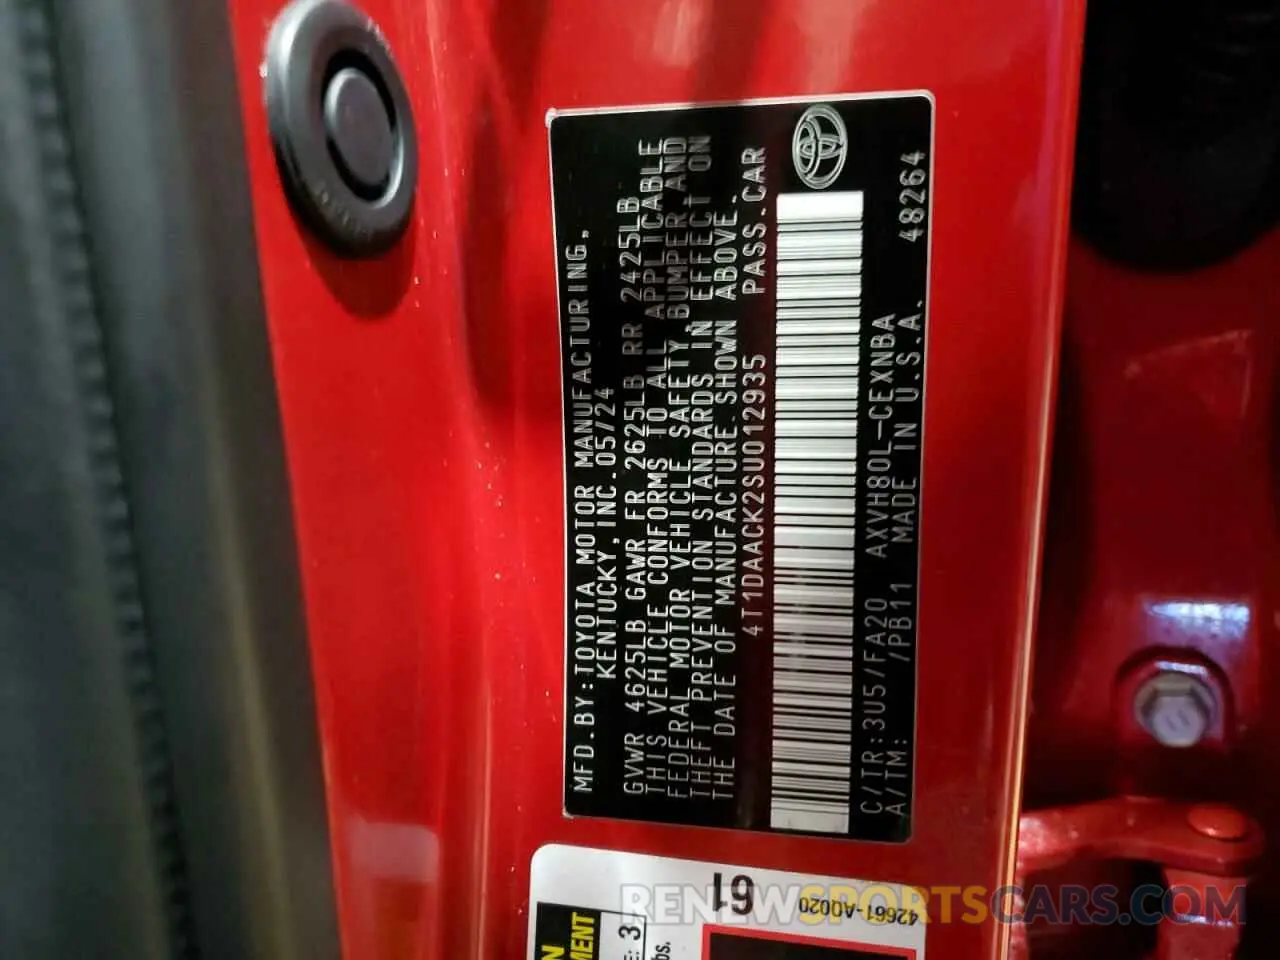 MFD.BY:TOYOTA MOTOR MANUFACTURING,
KENTUCKY,INC.05/24
GVWR 4625LB GAWR FR 2625LB RR 2425LB
THIS VEHICLE CONFORMS TO ALL APPLICABLE
FEDERAL MOTOR VEHICLE SAFETY,BUMPER AND
THEFT PREVENTION STANDARDS IN EFFECT ON
THE DATE OF MANUFACTURE SHOWN ABOVE.
4T1DAACK2SU012935 PASS.CAR
C/TR:3U5/FA20 AXVH80L-CEXNBA 48264
A/TM: /PB11 MADE IN U.S.A.
61
42661-AQ020
RENEWSPORTSCARS.COM